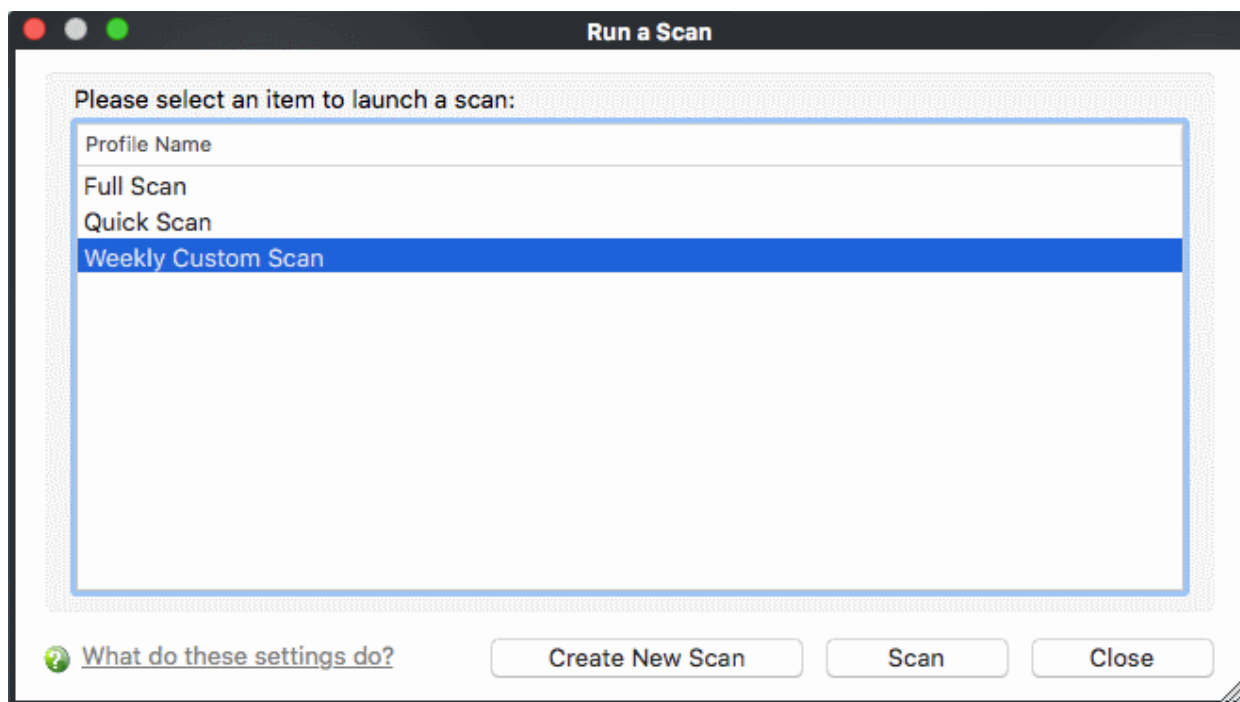 Run a Scan
Please select an item to launch a scan:
Profile Name
Full Scan
Quick Scan
Weekly Custom Scan
What do these settings do?
Create New Scan
Scan
Close